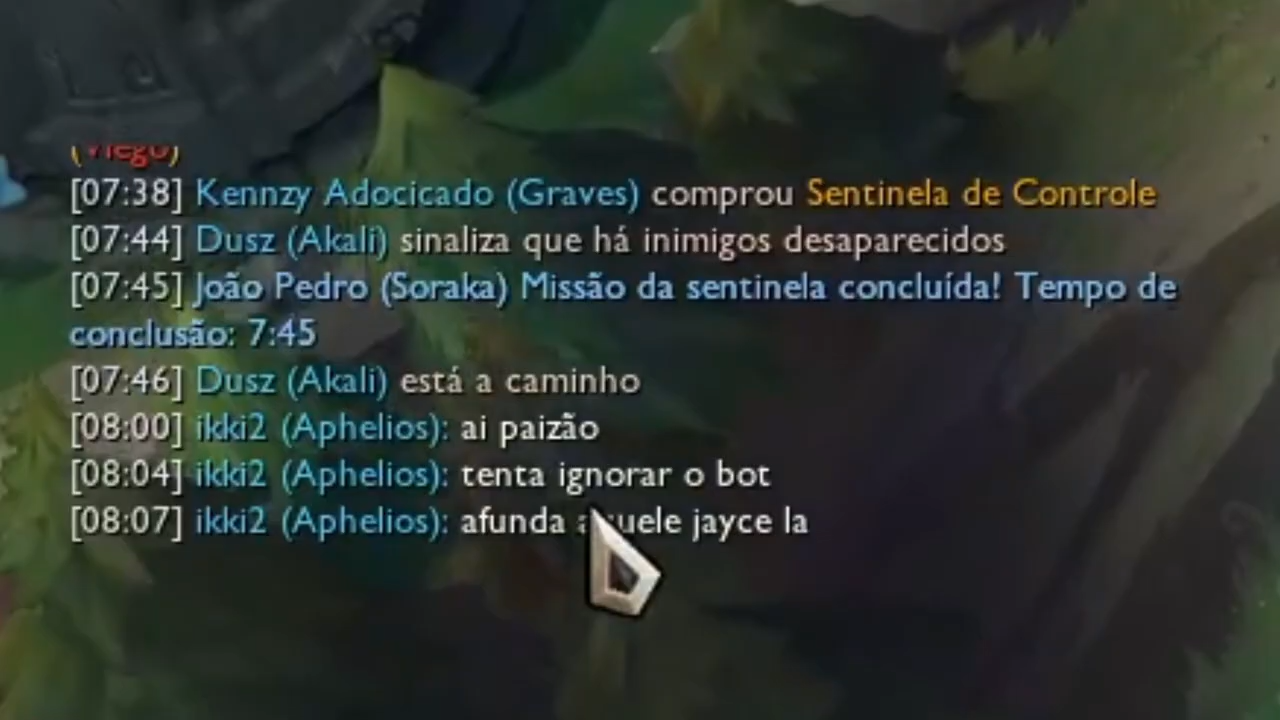 (Viego)
[07:38] Kennzy Adocicado (Graves) comprou Sentinela de Controle
[07:44] Dusz (Akali) sinaliza que há inimigos desaparecidos
[07:45] João Pedro (Soraka) Missão da sentinela concluída! Tempo de
conclusão: 7:45
[07:46] Dusz (Akali) está a caminho
[08:00] ikki2 (Aphelios): ai paizão
[08:04] ikki2 (Aphelios): tenta ignorar o bot
[08:07] ikki2 (Aphelios): afunda aquele jayce la